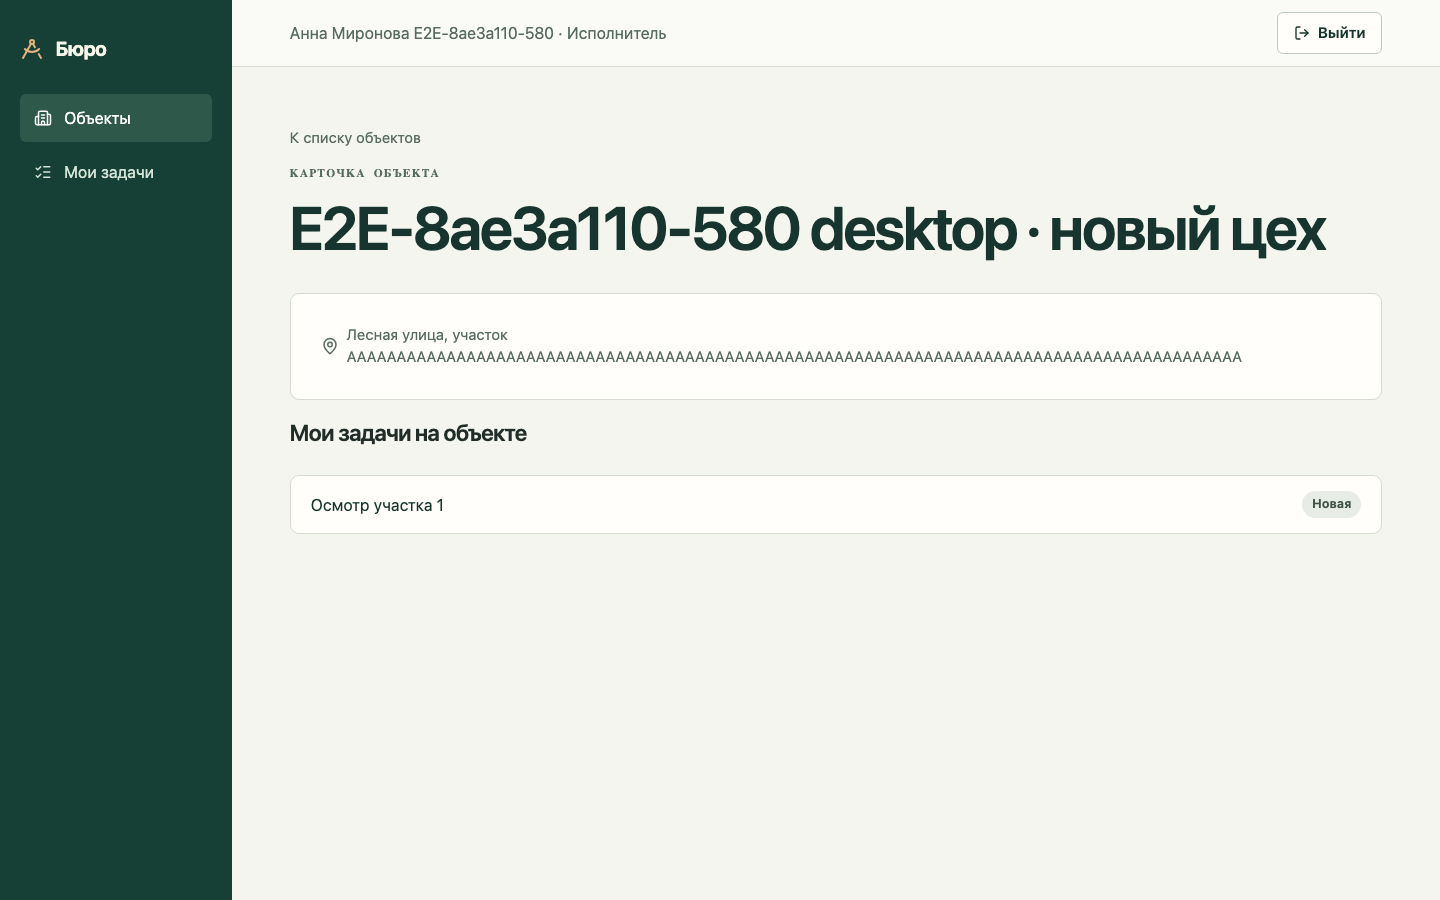 Бюро
Объекты
Мои задачи
Анна Миронова E2E-8ae3a110-580 · Исполнитель
Выйти
К списку объектов
КАРТОЧКА ОБЪЕКТА
E2E-8ae3a110-580 desktop · новый цех
Лесная улица, участок
АААААААААААААААААААААААААААААААААААААААААААААААААААААААААААААААААААААААААААААААААААААААААА
Мои задачи на объекте
Осмотр участка 1
Новая